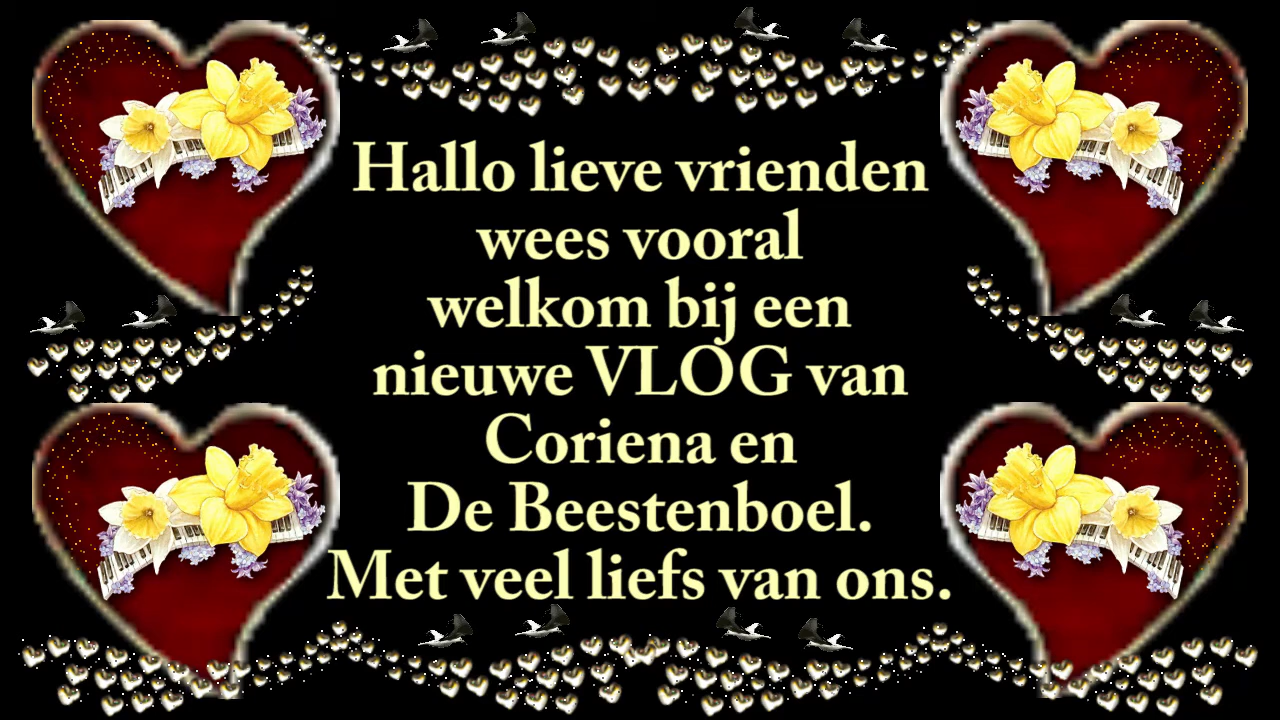 Hallo lieve vrienden
wees vooral
welkom bij een
nieuwe VLOG van
Coriena en
De Beestenboel.
Met veel liefs van ons.